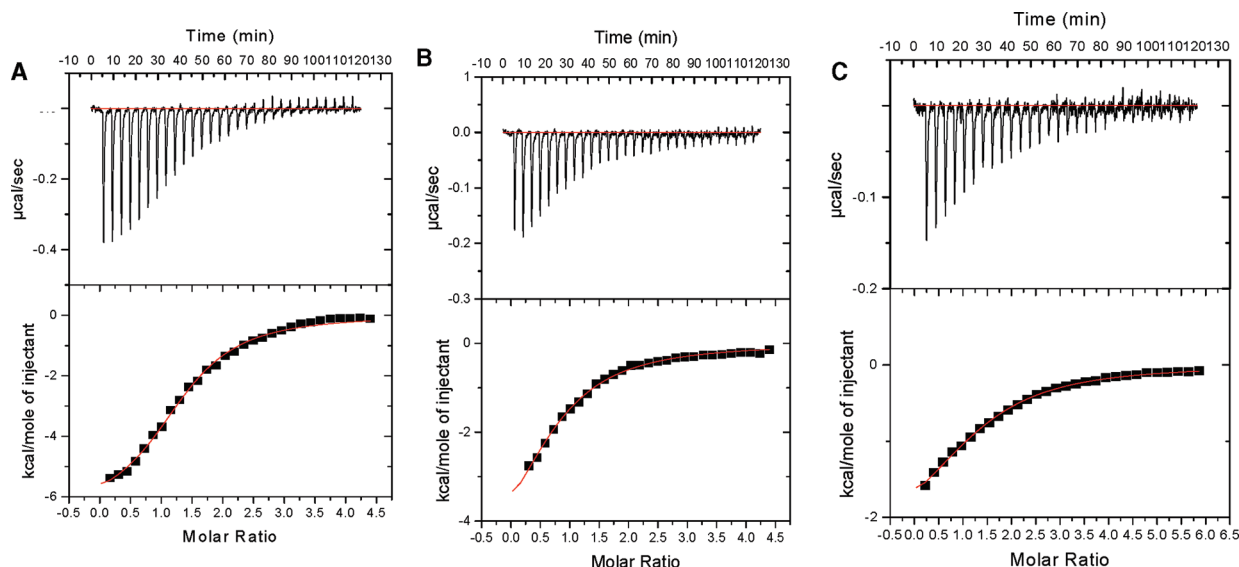 Time (min)
-10 0 10 20 30 40 50 60 70 80 90 100110120130
A
-0.2
-0.4
µcal/sec
0
-2
-4
-6
kcal/mole of injectant
-0.5 0.0 0.5 1.0 1.5 2.0 2.5 3.0 3.5 4.0 4.5
Molar Ratio
Time (min)
-10 0 10 20 30 40 50 60 70 80 90 100110120130
B
1
0.0
-0.1
-0.2
-0.3
µcal/sec
0
-2
-4
kcal/mole of injectant
-0.5 0.0 0.5 1.0 1.5 2.0 2.5 3.0 3.5 4.0 4.5
Molar Ratio
Time (min)
-10 0 10 20 30 40 50 60 70 80 90 100110120130
C
-0.1
-0.2
µcal/sec
0
-2
kcal/mole of injectant
-0.5 0.0 0.5 1.0 1.5 2.0 2.5 3.0 3.5 4.0 4.5 5.0 5.5 6.0 6.5
Molar Ratio